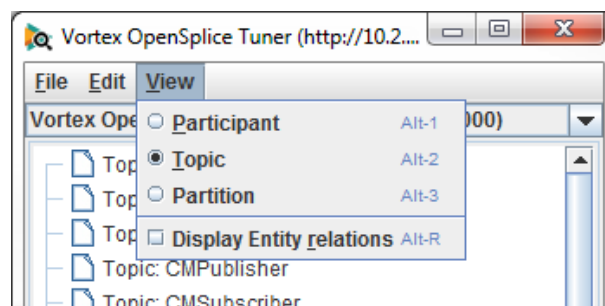 Vortex OpenSplice Tuner (http://10.2....
File Edit View
Vortex Ope 000)
Participant Alt-1
Top
Topic Alt-2
Top
Partition Alt-3
Top
Display Entity relations Alt-R
Topic: CMPublisher
Topic: CMSubscriber